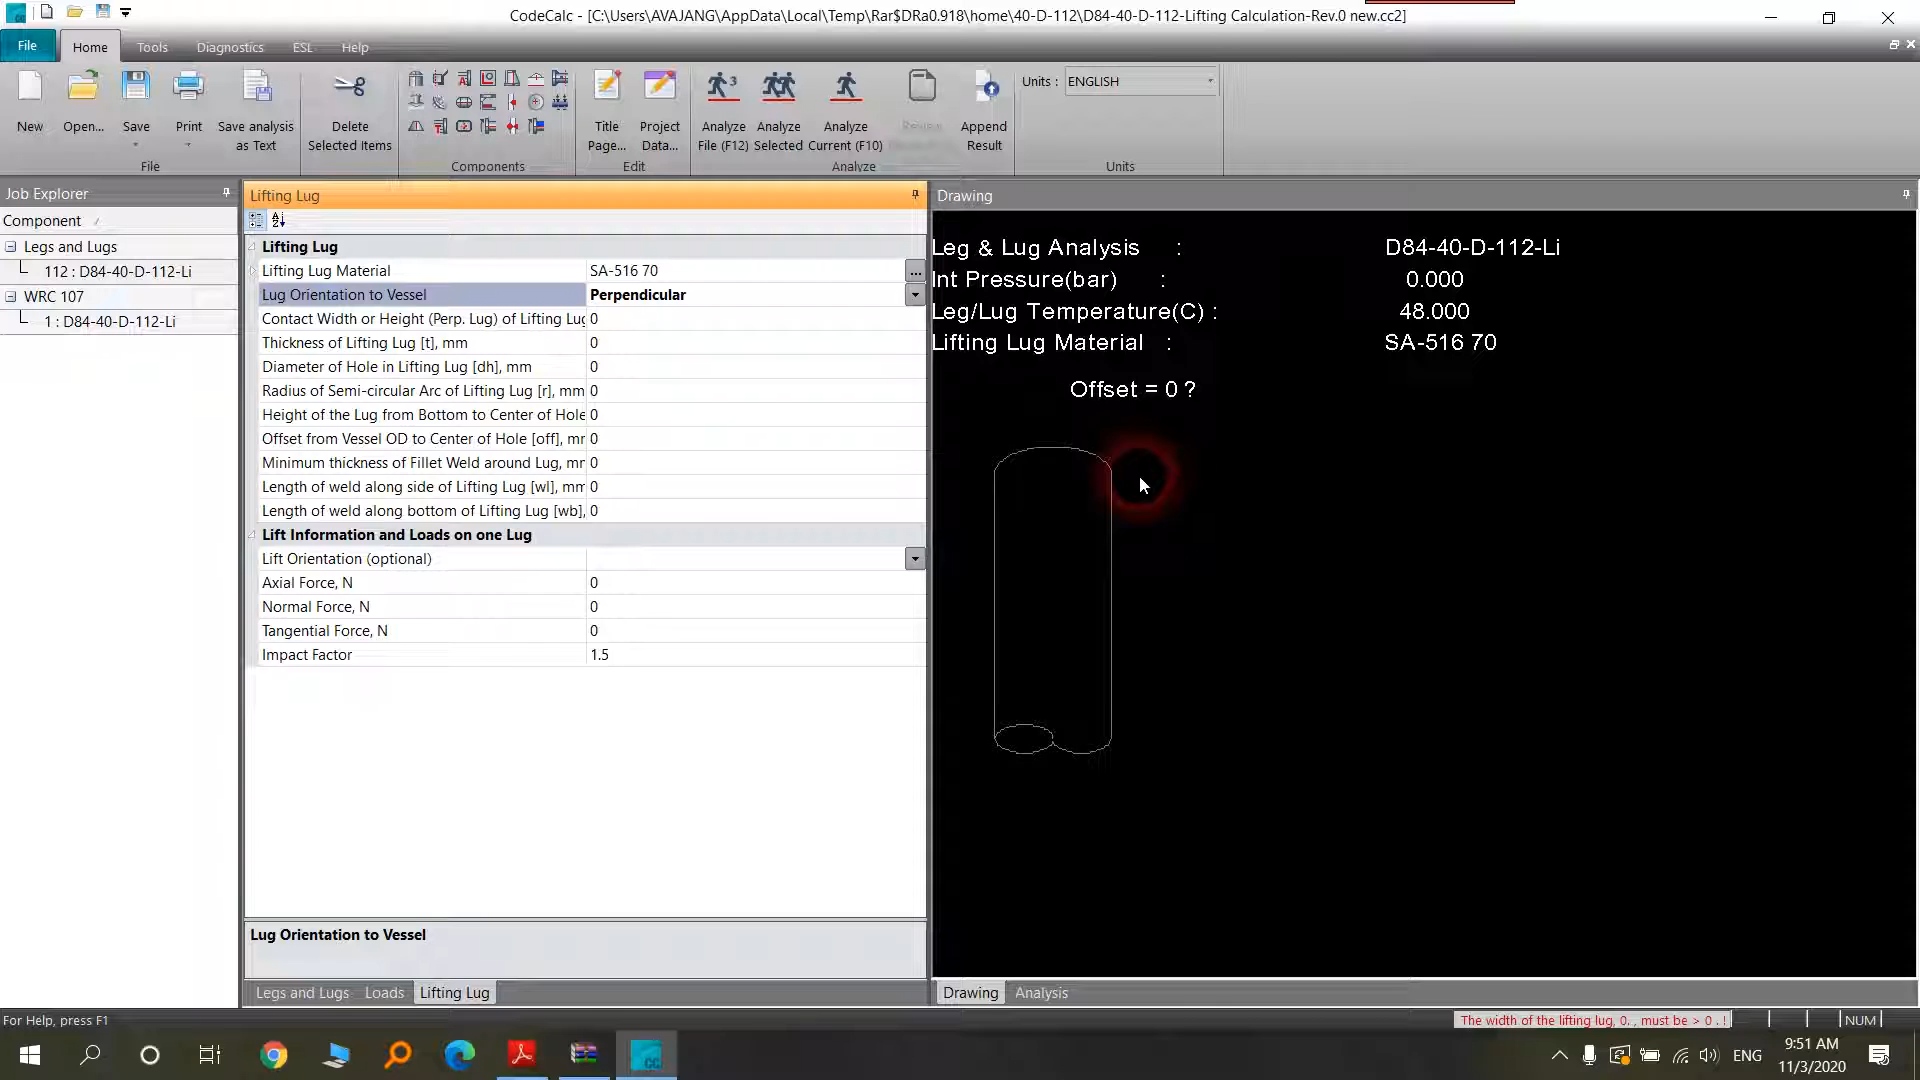 CodeCalc - [C:\Users\AVAJANG\AppData\Local\Temp\Rar$DRa0.918\home\40-D-112\D84-40-D-112-Lifting Calculation-Rev.0 new.cc2]
File Home Tools Diagnostics ESL Help
New Open... Save Print Save analysis as Text Delete Selected Items Title Page... Project Data... Analyze File (F12) Analyze Selected Analyze Current (F10) Append Result
Units : ENGLISH
File Components Edit Analyze Units
Job Explorer
Component
Legs and Lugs
112 : D84-40-D-112-Li
WRC 107
1 : D84-40-D-112-Li
Lifting Lug
Lifting Lug
Lifting Lug Material SA-516 70
Lug Orientation to Vessel Perpendicular
Contact Width or Height (Perp. Lug) of Lifting Lug 0
Thickness of Lifting Lug [t], mm 0
Diameter of Hole in Lifting Lug [dh], mm 0
Radius of Semi-circular Arc of Lifting Lug [r], mm 0
Height of the Lug from Bottom to Center of Hole 0
Offset from Vessel OD to Center of Hole [off], mm 0
Minimum thickness of Fillet Weld around Lug, mm 0
Length of weld along side of Lifting Lug [wl], mm 0
Length of weld along bottom of Lifting Lug [wb], 0
Lift Information and Loads on one Lug
Lift Orientation (optional)
Axial Force, N 0
Normal Force, N 0
Tangential Force, N 0
Impact Factor 1.5
Lug Orientation to Vessel
Legs and Lugs Loads Lifting Lug
Drawing
Leg & Lug Analysis : D84-40-D-112-Li
Int Pressure(bar) : 0.000
Leg/Lug Temperature(C) : 48.000
Lifting Lug Material : SA-516 70
Offset = 0 ?
Drawing Analysis
For Help, press F1
The width of the lifting lug, 0. , must be > 0 . !
NUM
ENG
9:51 AM
11/3/2020